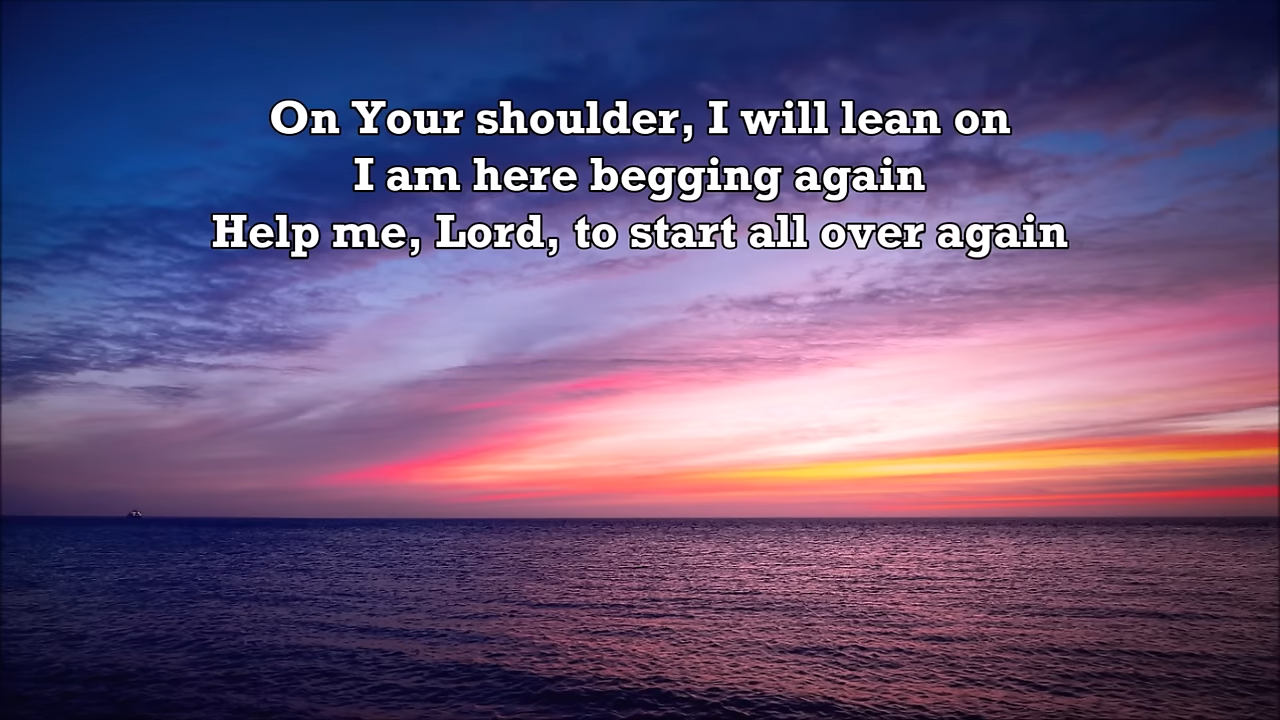 On Your shoulder, I will lean on
I am here begging again
Help me, Lord, to start all over again